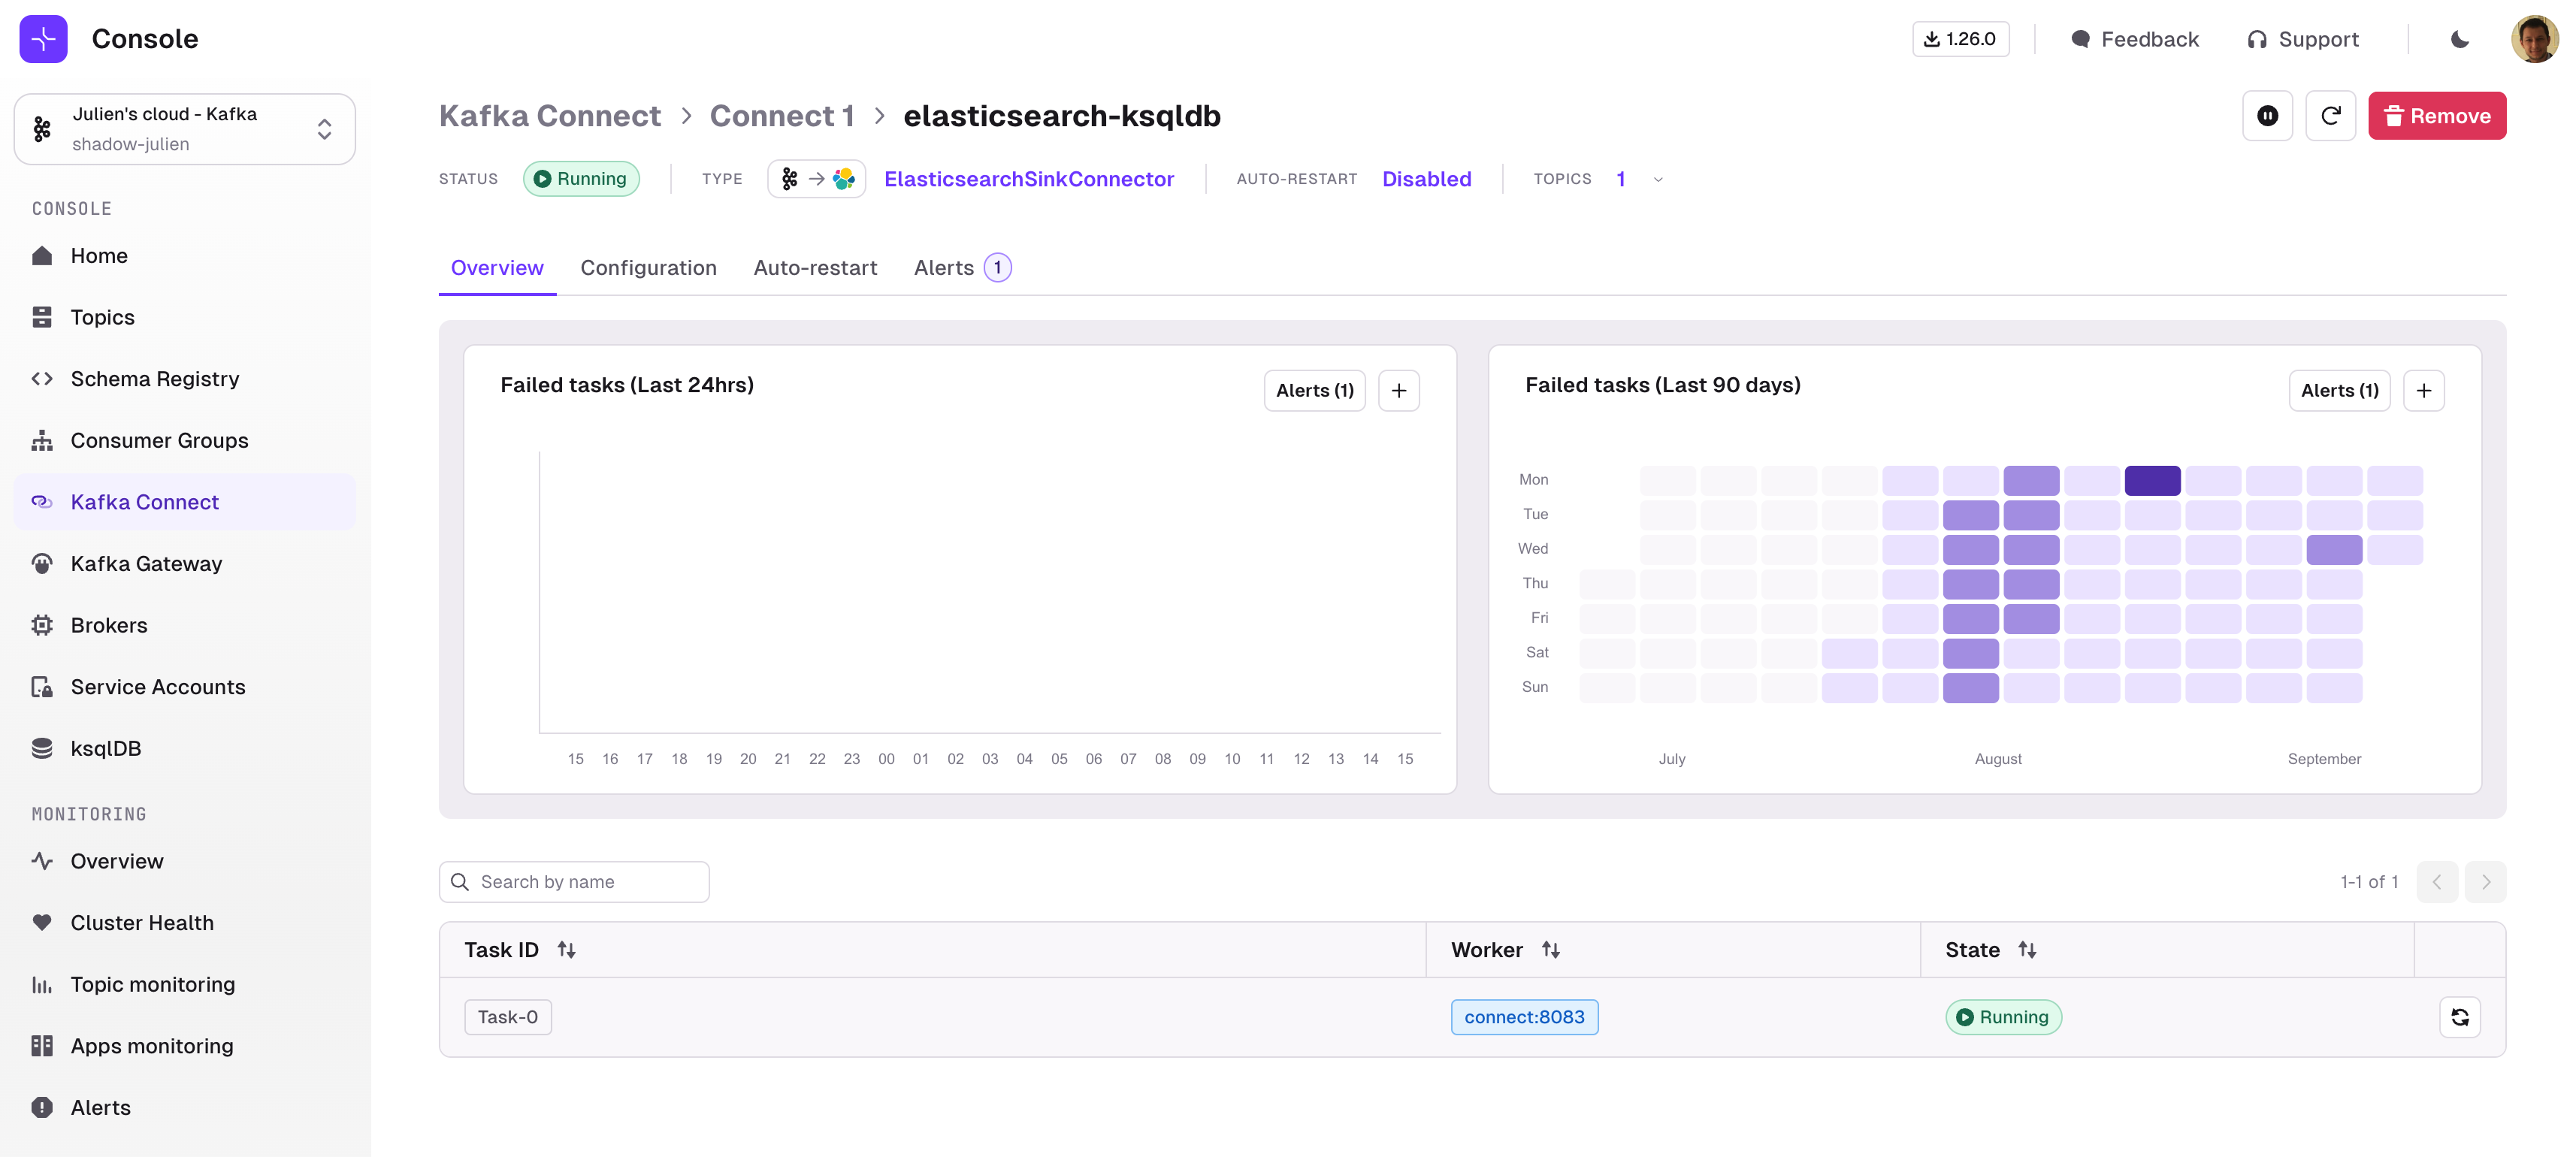 Console
1.26.0
Feedback
Support
Julien's cloud - Kafka
shadow-julien
CONSOLE
Home
Topics
Schema Registry
Consumer Groups
Kafka Connect
Kafka Gateway
Brokers
Service Accounts
ksqlDB
MONITORING
Overview
Cluster Health
Topic monitoring
Apps monitoring
Alerts
Kafka Connect > Connect 1 > elasticsearch-ksqldb
Remove
STATUS Running TYPE ElasticsearchSinkConnector AUTO-RESTART Disabled TOPICS 1
Overview Configuration Auto-restart Alerts 1
Failed tasks (Last 24hrs)
Alerts (1) +
15 16 17 18 19 20 21 22 23 00 01 02 03 04 05 06 07 08 09 10 11 12 13 14 15
Failed tasks (Last 90 days)
Alerts (1) +
Mon
Tue
Wed
Thu
Fri
Sat
Sun
July August September
Search by name
1-1 of 1
Task ID Worker State
Task-0 connect:8083 Running